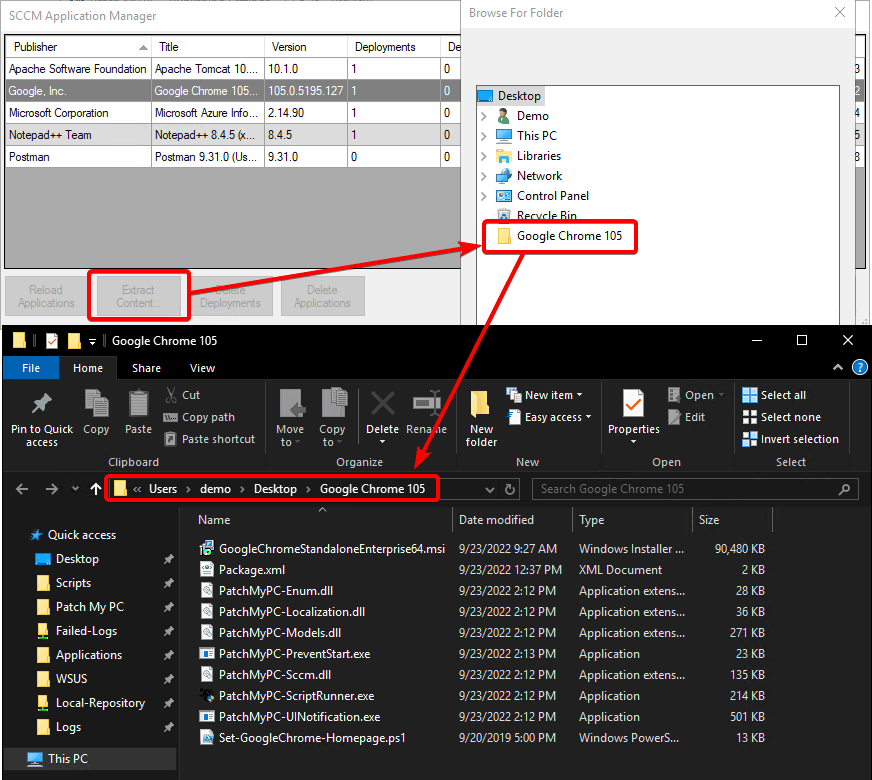 SCCM Application Manager
Publisher Title Version Deployments De
Apache Software Foundation Apache Tomcat 10.... 10.1.0 1 0 3
Google, Inc. Google Chrome 105... 105.0.5195.127 1 0 2
Microsoft Corporation Microsoft Azure Info... 2.14.90 1 0 4
Notepad++ Team Notepad++ 8.4.5 (x... 8.4.5 1 0 5
Postman Postman 9.31.0 (Us... 9.31.0 0 0 8
Reload Applications
Extract Content...
Delete Deployments
Delete Applications
Browse For Folder
Desktop
Demo
This PC
Libraries
Network
Control Panel
Recycle Bin
Google Chrome 105
Google Chrome 105
File Home Share View
Pin to Quick access
Copy
Paste
Cut
Copy path
Paste shortcut
Clipboard
Move to
Copy to
Delete
Rename
Organize
New folder
New item
Easy access
New
Properties
Open
Edit
Open
Select all
Select none
Invert selection
Select
« Users › demo › Desktop › Google Chrome 105
Search Google Chrome 105
Quick access
Desktop
Scripts
Patch My PC
Failed-Logs
Applications
WSUS
Local-Repository
Logs
This PC
Name Date modified Type Size
GoogleChromeStandaloneEnterprise64.msi 9/23/2022 9:27 AM Windows Installer ... 90,480 KB
Package.xml 9/23/2022 12:37 PM XML Document 2 KB
PatchMyPC-Enum.dll 9/23/2022 2:12 PM Application extens... 28 KB
PatchMyPC-Localization.dll 9/23/2022 2:12 PM Application extens... 36 KB
PatchMyPC-Models.dll 9/23/2022 2:12 PM Application extens... 271 KB
PatchMyPC-PreventStart.exe 9/23/2022 2:13 PM Application 23 KB
PatchMyPC-Sccm.dll 9/23/2022 2:12 PM Application extens... 135 KB
PatchMyPC-ScriptRunner.exe 9/23/2022 2:12 PM Application 214 KB
PatchMyPC-UINotification.exe 9/23/2022 2:12 PM Application 501 KB
Set-GoogleChrome-Homepage.ps1 9/20/2019 5:00 PM Windows PowerS... 13 KB